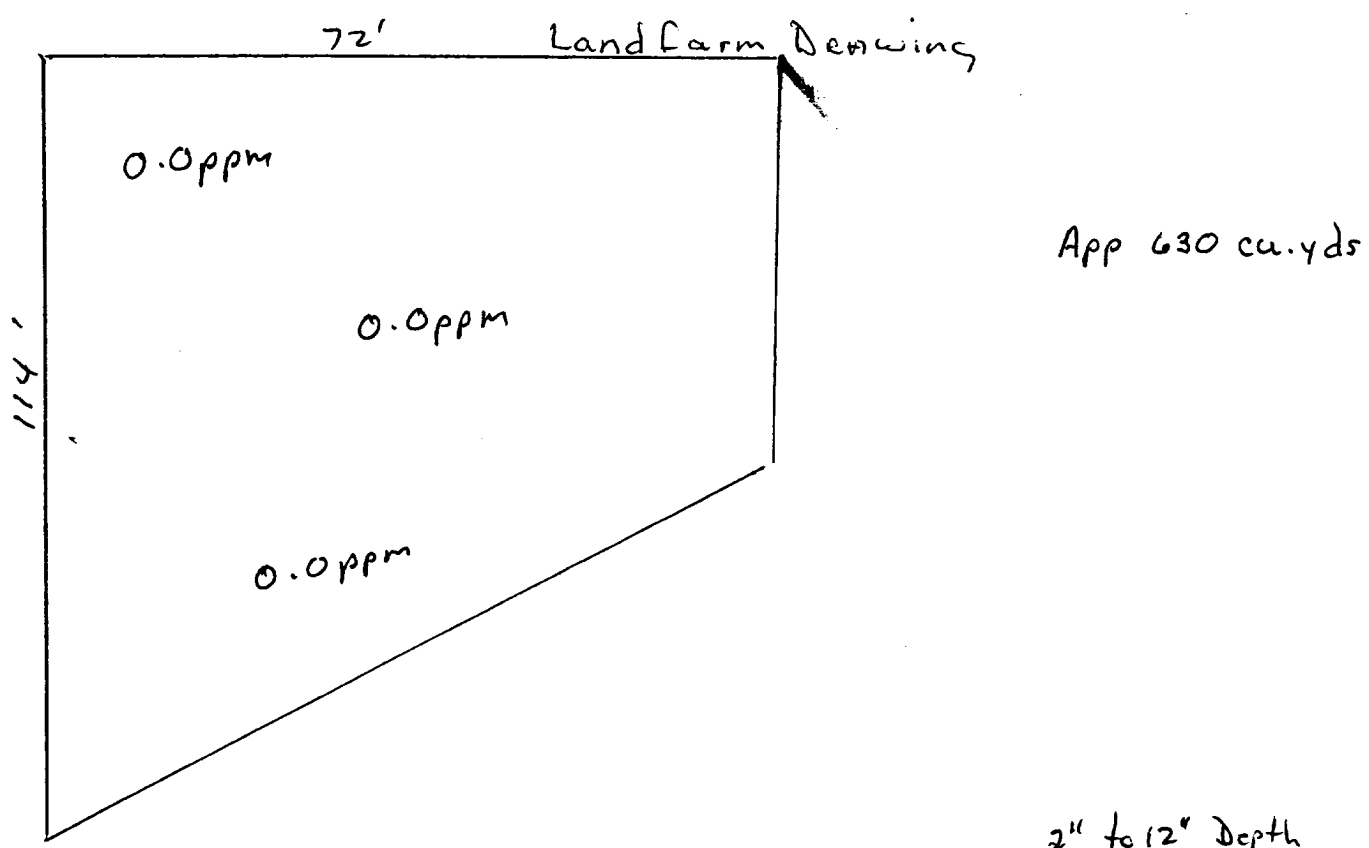 72'
Land farm Drawing
0.0ppm
App 630 cu.yds
0.0ppm
114'
0.0ppm
2" to 12" Depth